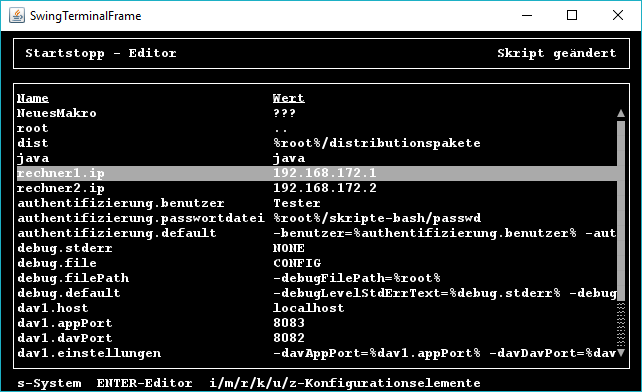 SwingTerminalFrame
Startstopp - Editor Skript geändert
Name Wert
NeuesMakro ???
root ..
dist %root%/distributionspakete
java java
rechner1.ip 192.168.172.1
rechner2.ip 192.168.172.2
authentifizierung.benutzer Tester
authentifizierung.passwortdatei %root%/skripte-bash/passwd
authentifizierung.default -benutzer=%authentifizierung.benutzer% -aut
debug.stderr NONE
debug.file CONFIG
debug.filePath -debugFilePath=%root%
debug.default -debugLevelStdErrText=%debug.stderr% -debug
dav1.host localhost
dav1.appPort 8083
dav1.davPort 8082
dav1.einstellungen -davAppPort=%dav1.appPort% -davDavPort=%dav
s-System ENTER-Editor i/m/r/k/u/z-Konfigurationselemente